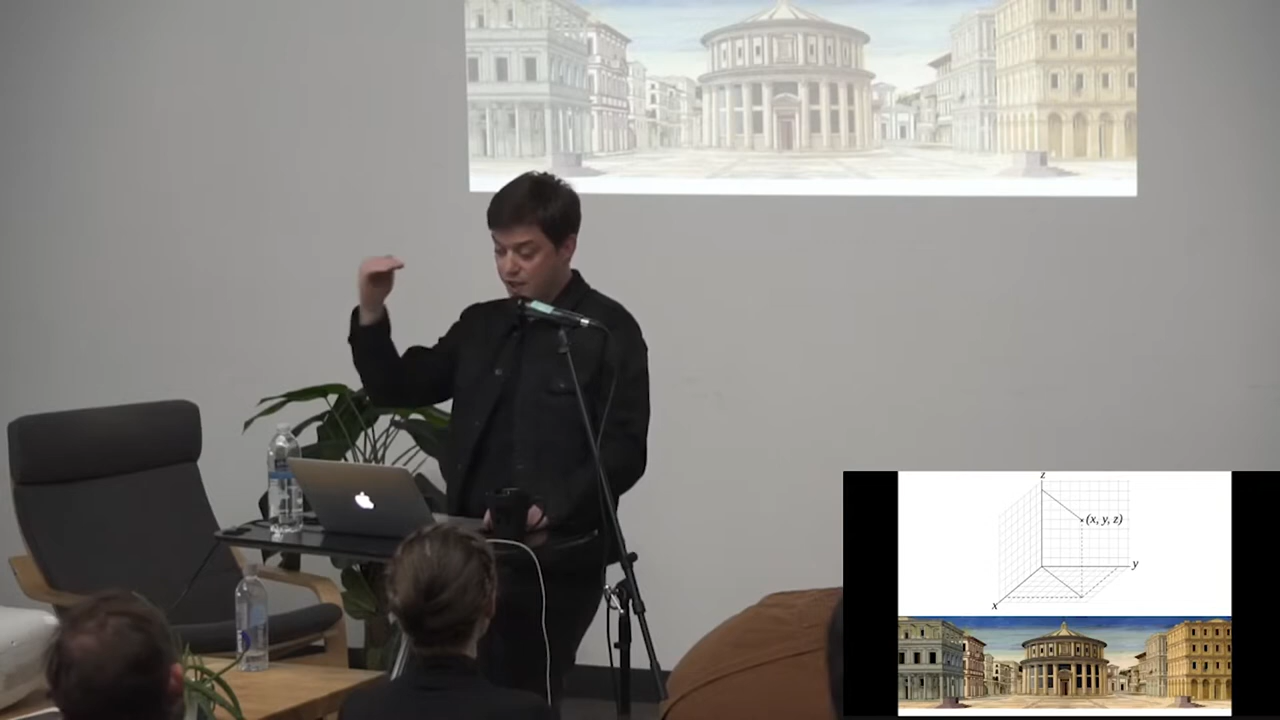 z
(x, y, z)
y
x